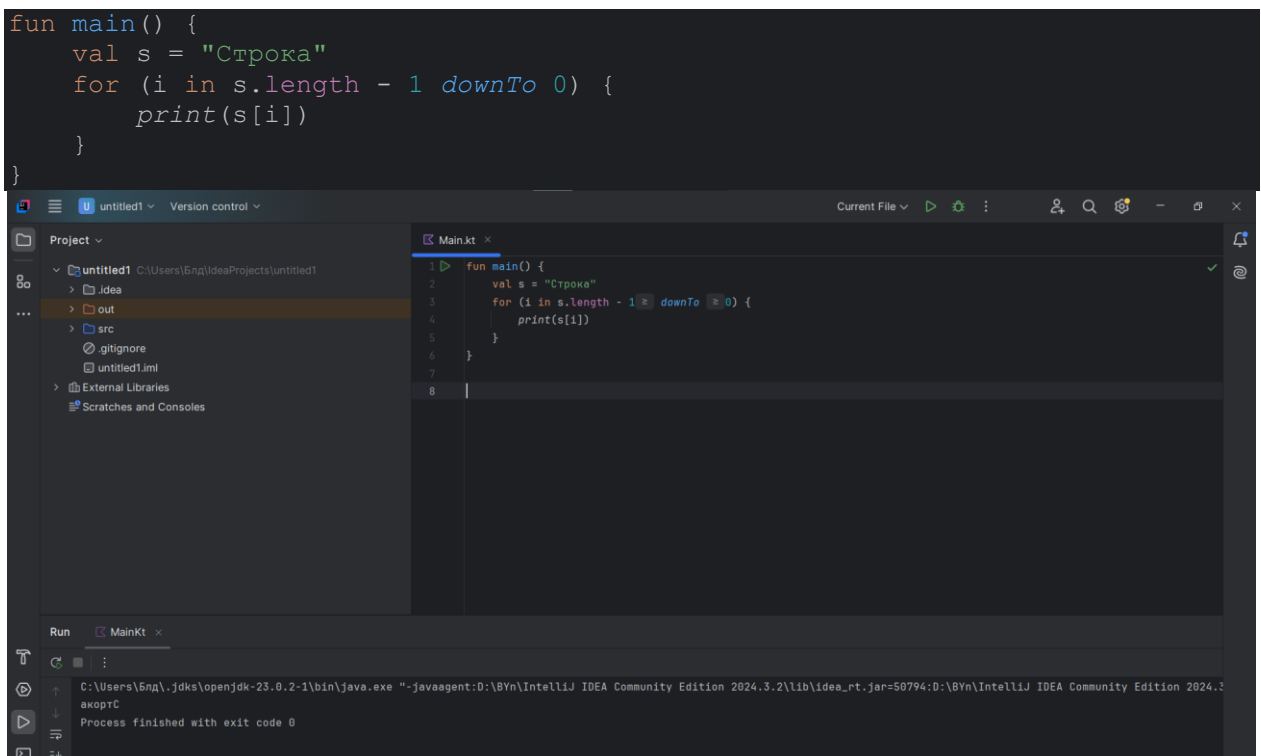 fun main() {
    val s = "Строка"
    for (i in s.length - 1 downTo 0) {
        print(s[i])
    }
}
U untitled1 Version control Current File
Project Main.kt ×
untitled1 C:\Users\Блд\IdeaProjects\untitled1
.idea
out
src
.gitignore
untitled1.iml
External Libraries
Scratches and Consoles
1 fun main() {
2     val s = "Строка"
3     for (i in s.length - 1 ≥ downTo ≥ 0) {
4         print(s[i])
5     }
6 }
7
8
Run MainKt ×
C:\Users\Блд\.jdks\openjdk-23.0.2-1\bin\java.exe "-javaagent:D:\BYn\IntelliJ IDEA Community Edition 2024.3.2\lib\idea_rt.jar=50794:D:\BYn\IntelliJ IDEA Community Edition 2024.3
акортС
Process finished with exit code 0